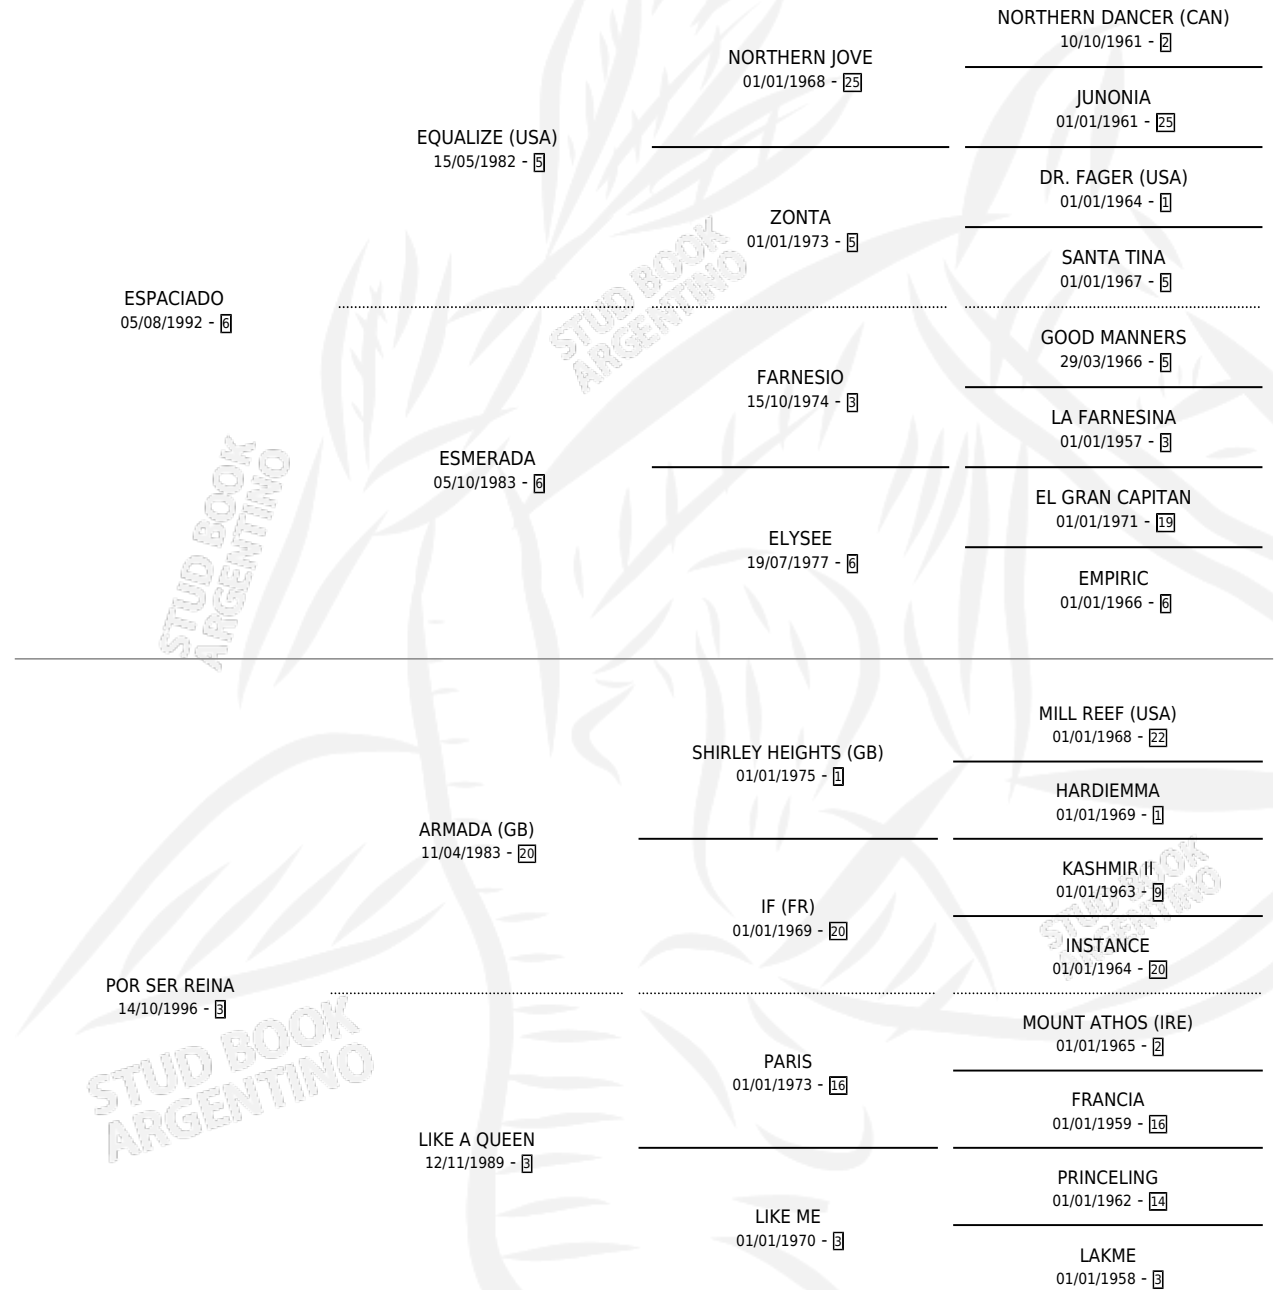 NORTHERN DANCER (CAN)
10/10/1961 - 2
NORTHERN JOVE
01/01/1968 - 25
JUNONIA
01/01/1961 - 25
EQUALIZE (USA)
15/05/1982 - 5
DR. FAGER (USA)
01/01/1964 - 1
ZONTA
01/01/1973 - 5
SANTA TINA
01/01/1967 - 5
ESPACIADO
05/08/1992 - 6
GOOD MANNERS
29/03/1966 - 5
FARNESIO
15/10/1974 - 3
LA FARNESINA
01/01/1957 - 3
ESMERADA
05/10/1983 - 6
EL GRAN CAPITAN
01/01/1971 - 19
ELYSEE
19/07/1977 - 6
EMPIRIC
01/01/1966 - 6
MILL REEF (USA)
01/01/1968 - 22
SHIRLEY HEIGHTS (GB)
01/01/1975 - 1
HARDIEMMA
01/01/1969 - 1
ARMADA (GB)
11/04/1983 - 20
KASHMIR II
01/01/1963 - 9
IF (FR)
01/01/1969 - 20
INSTANCE
01/01/1964 - 20
POR SER REINA
14/10/1996 - 3
MOUNT ATHOS (IRE)
01/01/1965 - 2
PARIS
01/01/1973 - 16
FRANCIA
01/01/1959 - 16
LIKE A QUEEN
12/11/1989 - 3
PRINCELING
01/01/1962 - 14
LIKE ME
01/01/1970 - 3
LAKME
01/01/1958 - 3
STUD BOOK
ARGENTINO
STUD BOOK
ARGENTINO
STUD BOOK
ARGENTINO
STUD BOOK
ARGENTINO